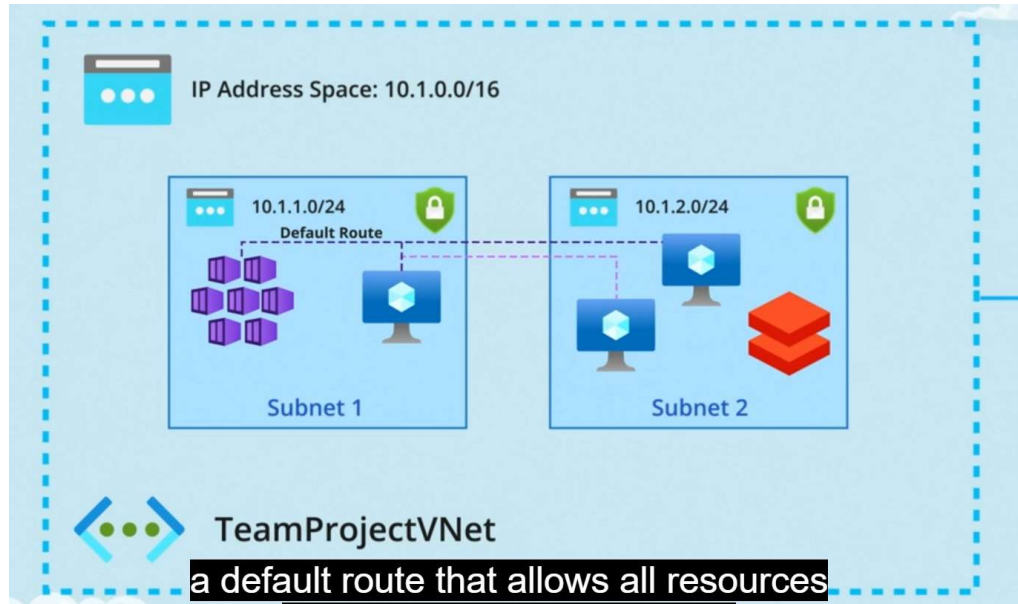 IP Address Space: 10.1.0.0/16
10.1.1.0/24
Default Route
10.1.2.0/24
Subnet 1
Subnet 2
TeamProjectVNet
a default route that allows all resources